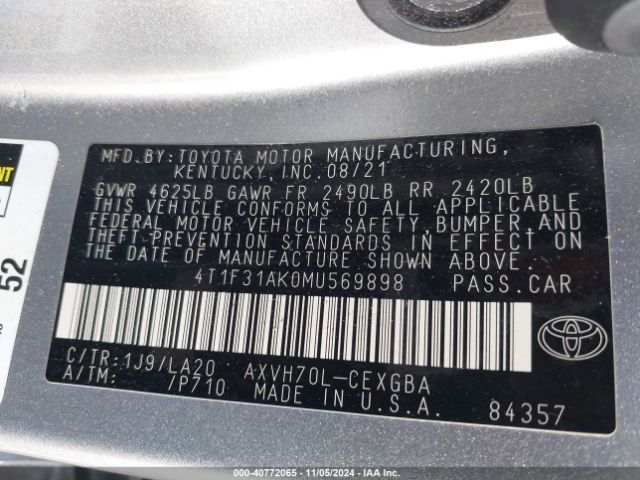 MFD.BY:TOYOTA MOTOR MANUFACTURING,
KENTUCKY, INC. 08/21
GVWR 4625LB GAWR FR 2490LB RR 2420LB
THIS VEHICLE CONFORMS TO ALL APPLICABLE
FEDERAL MOTOR VEHICLE SAFETY, BUMPER, AND
THEFT PREVENTION STANDARDS IN EFFECT ON
THE DATE OF MANUFACTURE SHOWN ABOVE.
4T1F31AK0MU569898 PASS.CAR
C/TR:1J9/LA20 AXVH70L-CEXGBA
A/TM: /P710 MADE IN U.S.A. 84357
52
000-40772065 - 11/05/2024 - IAA Inc.